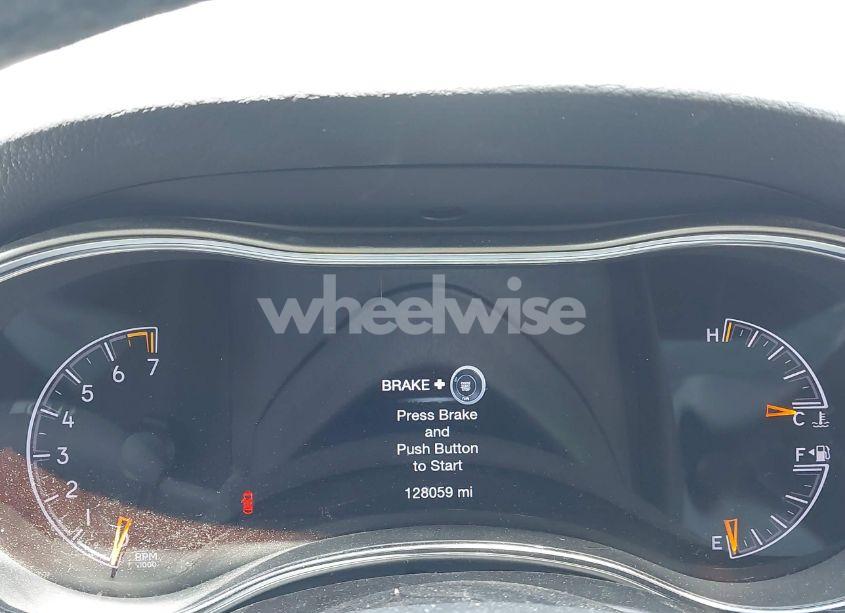 wheelwise
BRAKE +
Press Brake
and
Push Button
to Start
128059 mi
7
6
5
4
3
2
1
RPM
x1000
H
C
F
E